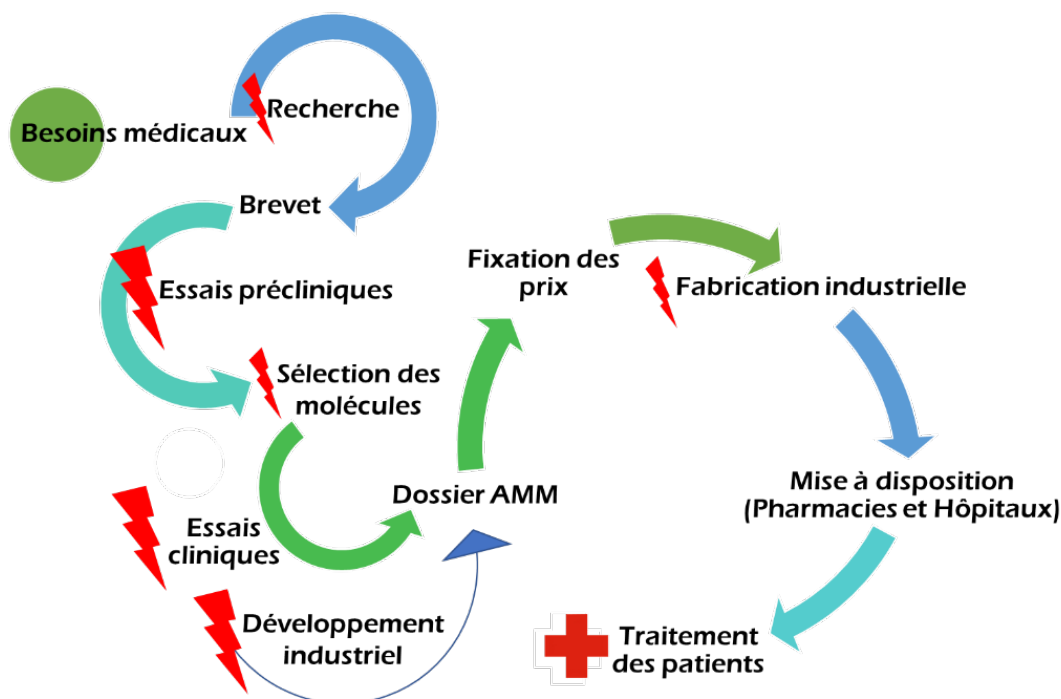 Besoins médicaux
Recherche
Brevet
Essais précliniques
Sélection des
molécules
Essais
cliniques
Développement
industriel
Dossier AMM
Fixation des
prix
Fabrication industrielle
Mise à disposition
(Pharmacies et Hôpitaux)
Traitement
des patients